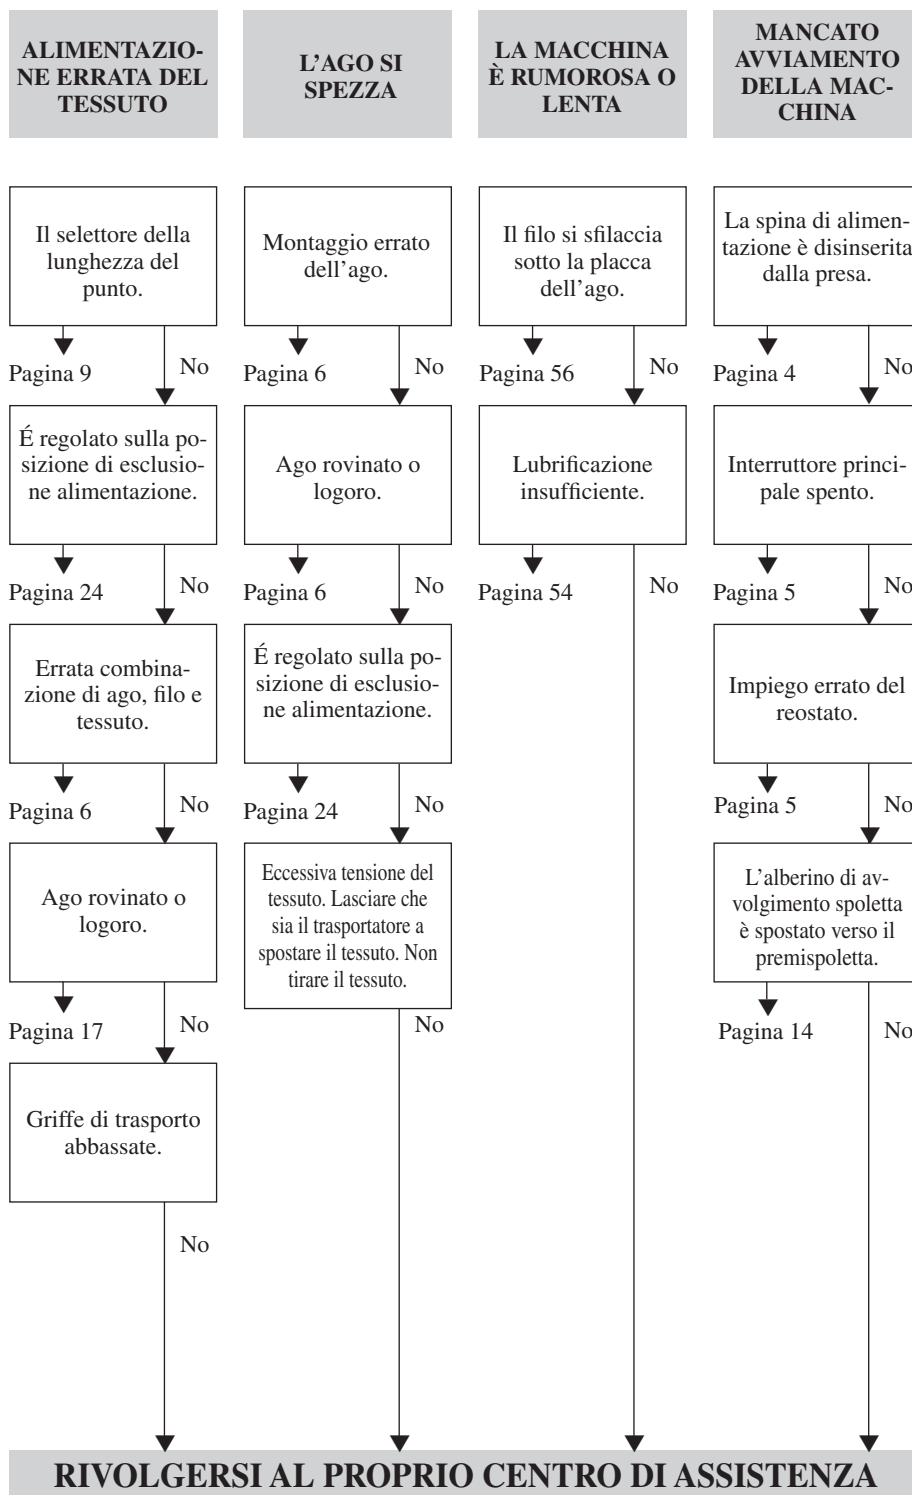 ALIMENTAZIO-
NE ERRATA DEL
TESSUTO
Il selettore della
lunghezza del
punto.
Pagina 9
No
É regolato sulla po-
sizione di esclusio-
ne alimentazione.
Pagina 24
No
Errata combina-
zione di ago, filo e
tessuto.
Pagina 6
No
Ago rovinato o
logoro.
Pagina 17
No
Griffe di trasporto
abbassate.
No
L'AGO SI
SPEZZA
Montaggio errato
dell'ago.
Pagina 6
No
Ago rovinato o
logoro.
Pagina 6
No
É regolato sulla po-
sizione di esclusio-
ne alimentazione.
Pagina 24
No
Eccessiva tensione del
tessuto. Lasciare che
sia il trasportatore a
spostare il tessuto. Non
tirare il tessuto.
No
LA MACCHINA
È RUMOROSA O
LENTA
Il filo si sfilaccia
sotto la placca
dell'ago.
Pagina 56
No
Lubrificazione
insufficiente.
Pagina 54
No
MANCATO
AVVIAMENTO
DELLA MAC-
CHINA
La spina di alimen-
tazione è disinserita
dalla presa.
Pagina 4
No
Interruttore princi-
pale spento.
Pagina 5
No
Impiego errato del
reostato.
Pagina 5
No
L'alberino di av-
volgimento spoletta
è spostato verso il
premispoletta.
Pagina 14
No
RIVOLGERSI AL PROPRIO CENTRO DI ASSISTENZA